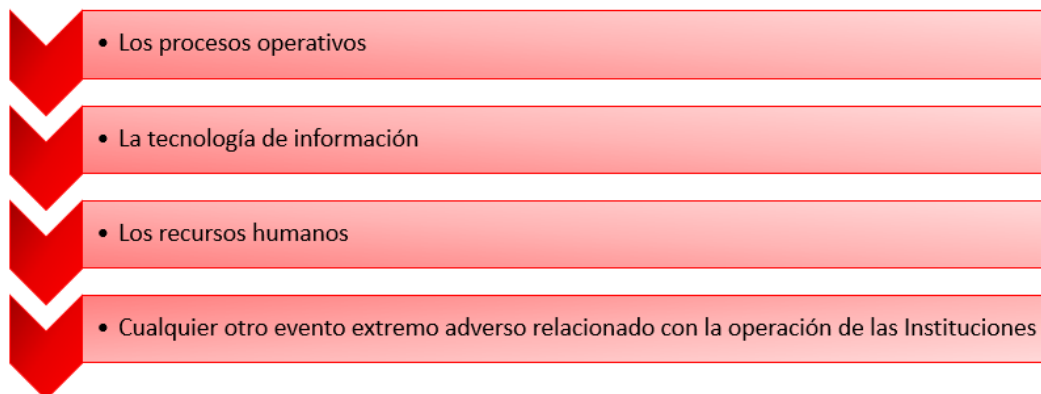 • Los procesos operativos
• La tecnología de información
• Los recursos humanos
• Cualquier otro evento extremo adverso relacionado con la operación de las Instituciones